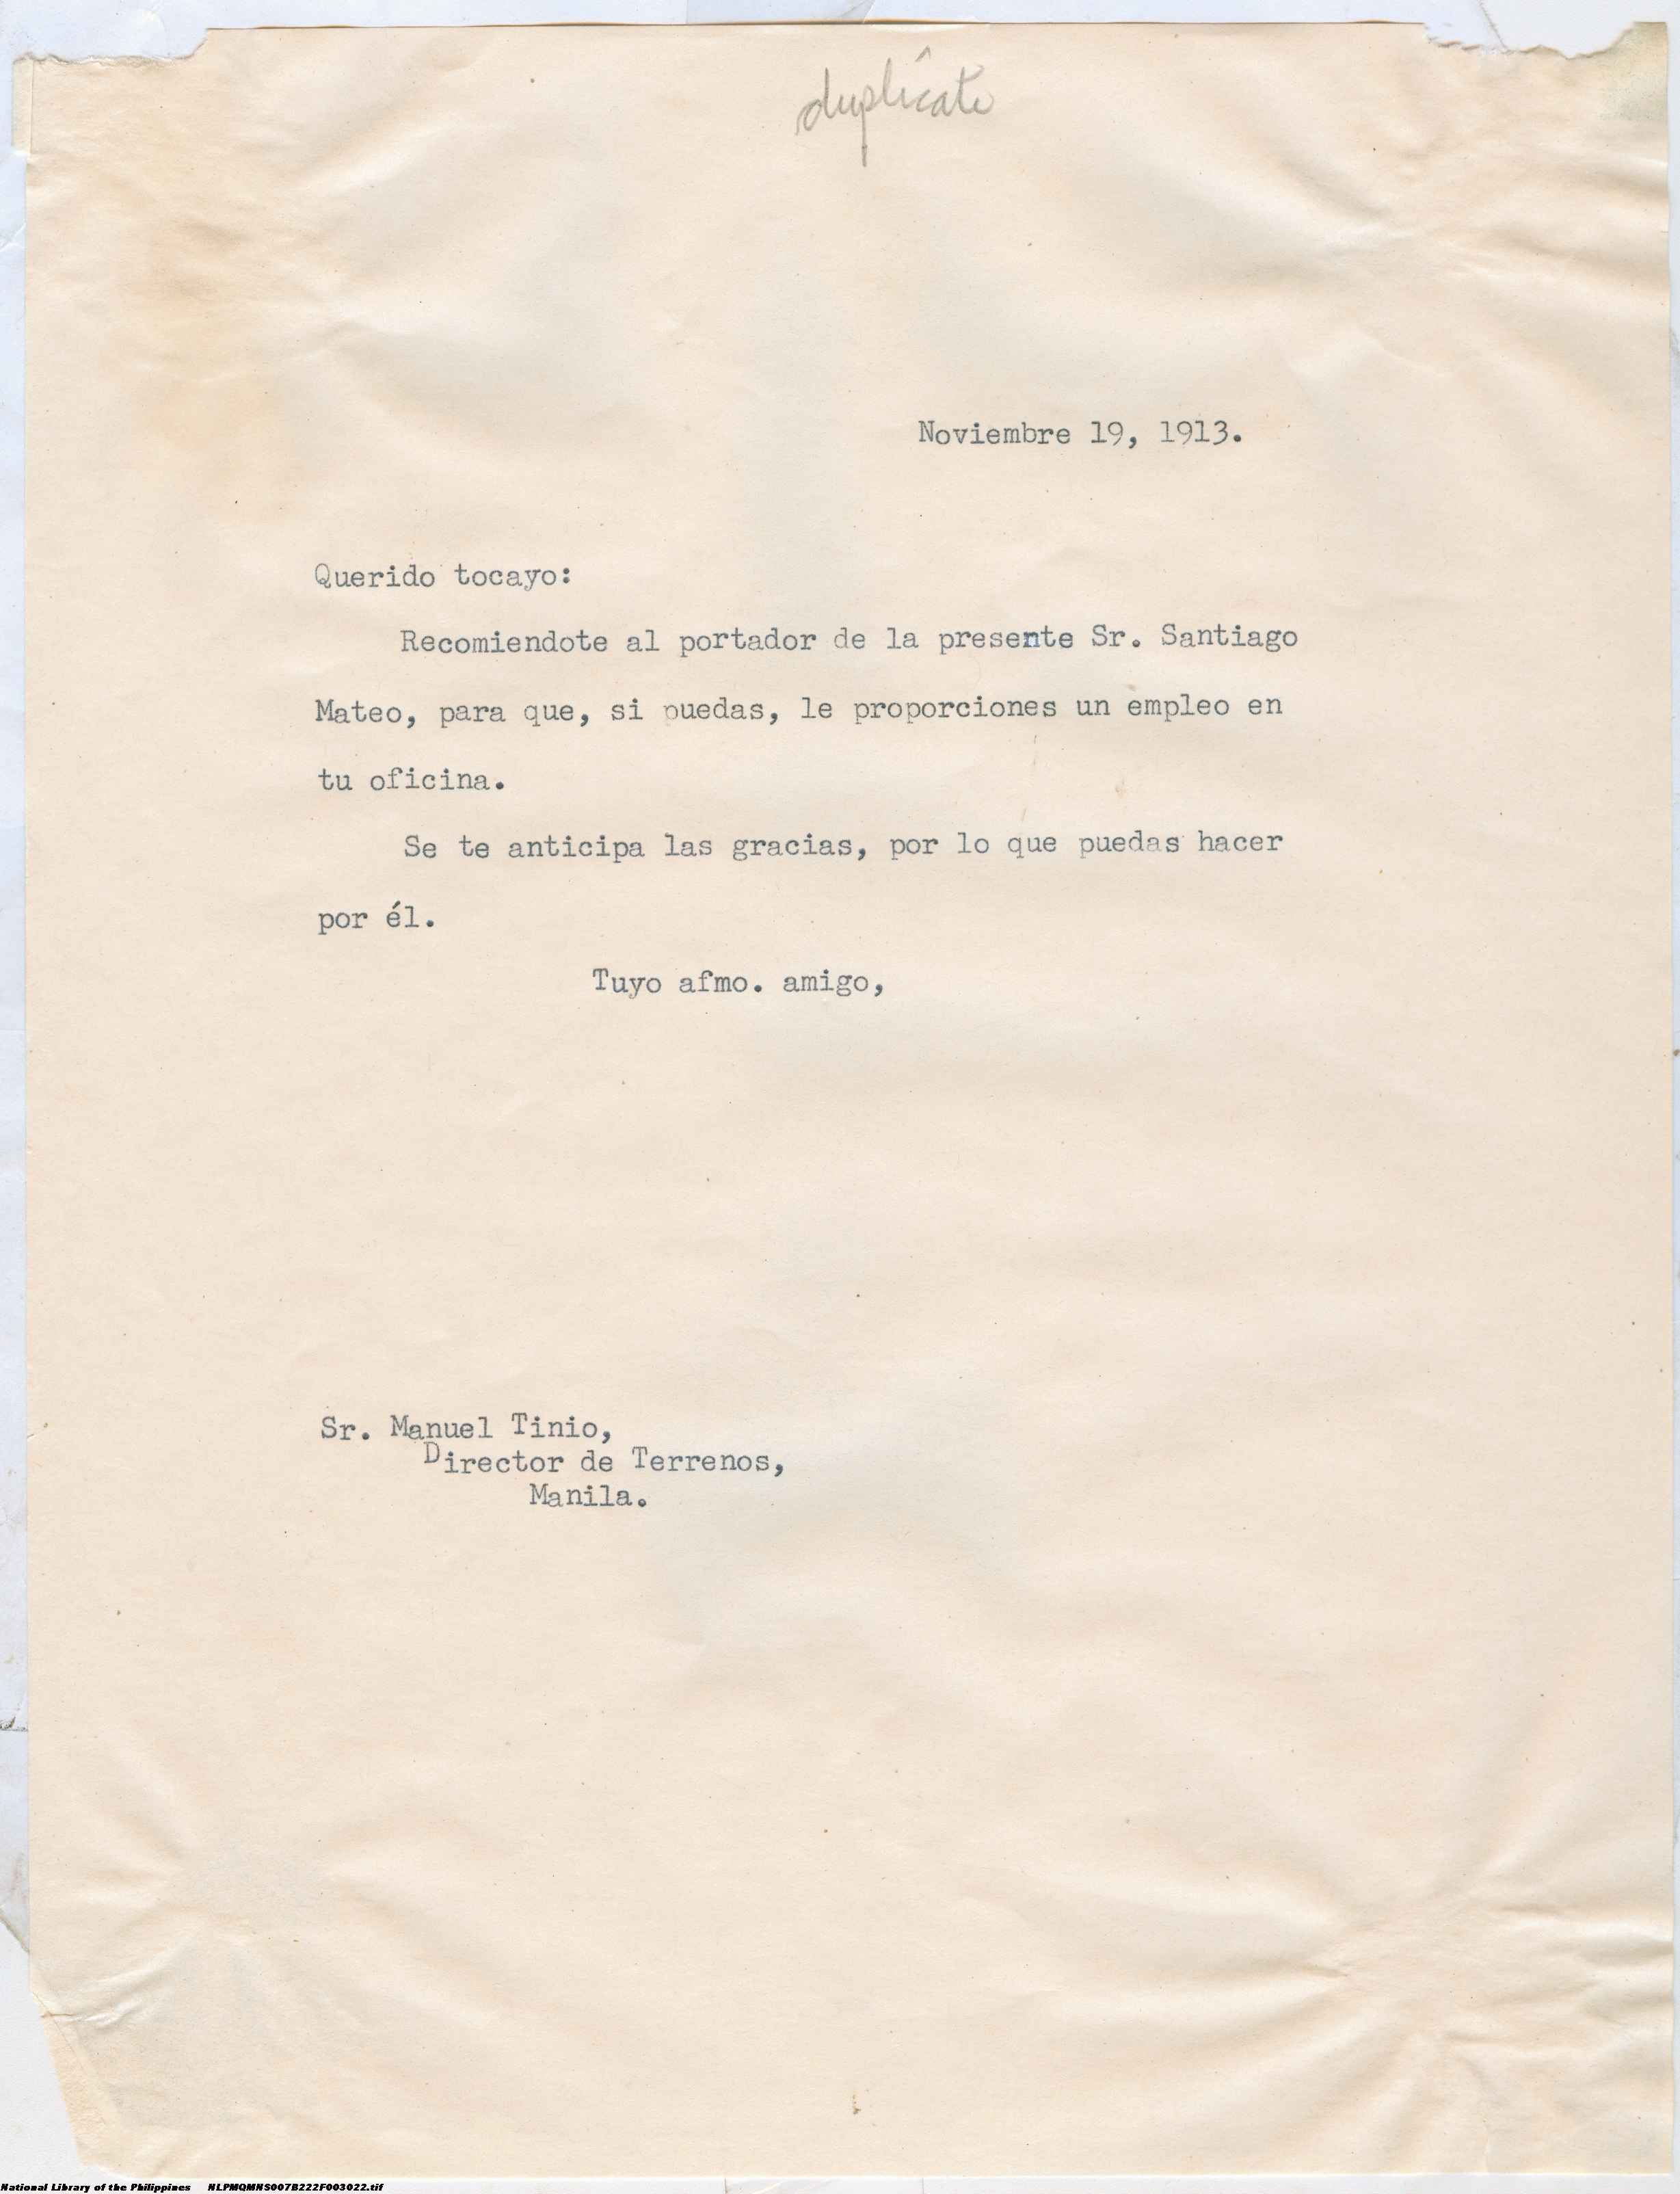 duplicate
Noviembre 19, 1913.
Querido tocayo:
Recomiendote al portador de la presente Sr. Santiago
Mateo, para que, si puedas, le proporciones un empleo en
tu oficina.
Se te anticipa las gracias, por lo que puedas hacer
por él.
Tuyo afmo. amigo,
Sr. Manuel Tinio,
Director de Terrenos,
Manila.
National Library of the Philippines NLPMQMNS007B222F003022.tif